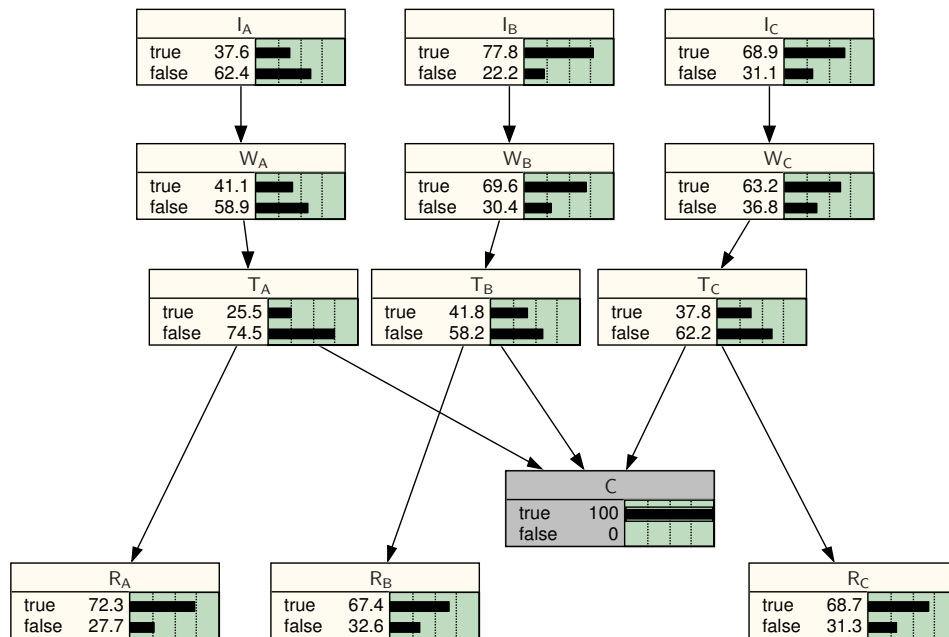 I_A
true 37.6
false 62.4
I_B
true 77.8
false 22.2
I_C
true 68.9
false 31.1
W_A
true 41.1
false 58.9
W_B
true 69.6
false 30.4
W_C
true 63.2
false 36.8
T_A
true 25.5
false 74.5
T_B
true 41.8
false 58.2
T_C
true 37.8
false 62.2
C
true 100
false 0
R_A
true 72.3
false 27.7
R_B
true 67.4
false 32.6
R_C
true 68.7
false 31.3